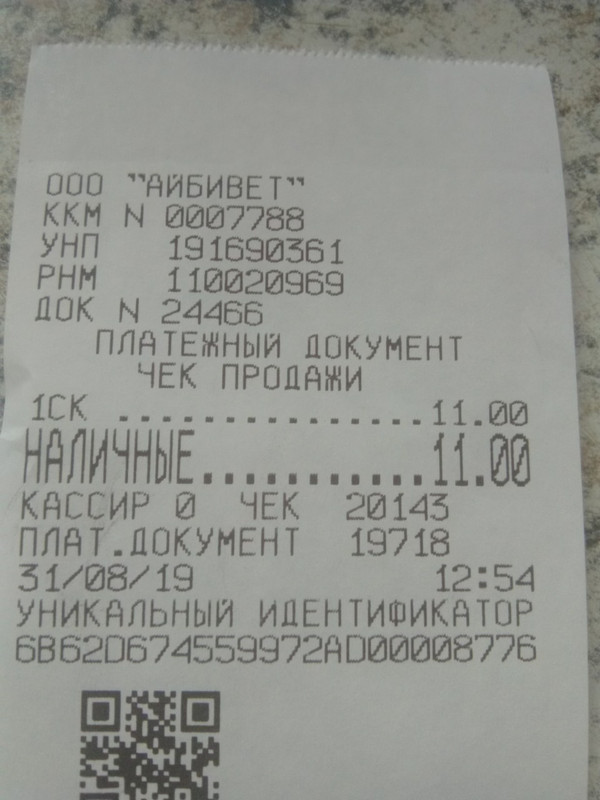 ООО "АЙБИВЕТ"
ККМ N 0007788
УНП 191690361
РНМ 110020969
ДОК N 24466
ПЛАТЕЖНЫЙ ДОКУМЕНТ
ЧЕК ПРОДАЖИ
1СК ...............11.00
НАЛИЧНЫЕ...........11.00
КАССИР 0 ЧЕК 20143
ПЛАТ.ДОКУМЕНТ 19718
31/08/19 12:54
УНИКАЛЬНЫЙ ИДЕНТИФИКАТОР
6B62D674559972AD00008776